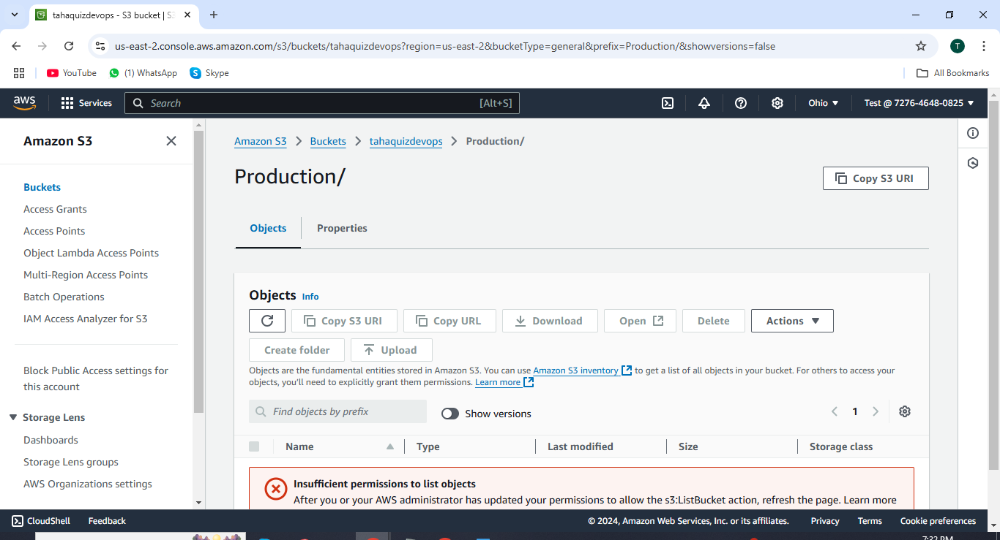 tahaquizdevops - S3 bucket | S3
us-east-2.console.aws.amazon.com/s3/buckets/tahaquizdevops?region=us-east-2&bucketType=general&prefix=Production/&showversions=false
T
YouTube
(1) WhatsApp
Skype
All Bookmarks
aws
Services
Search
[Alt+S]
Ohio
Test @ 7276-4648-0825
Amazon S3
Buckets
Access Grants
Access Points
Object Lambda Access Points
Multi-Region Access Points
Batch Operations
IAM Access Analyzer for S3
Block Public Access settings for
this account
Storage Lens
Dashboards
Storage Lens groups
AWS Organizations settings
Amazon S3 > Buckets > tahaquizdevops > Production/
Production/
Copy S3 URI
Objects
Properties
Objects Info
Copy S3 URI
Copy URL
Download
Open
Delete
Actions
Create folder
Upload
Objects are the fundamental entities stored in Amazon S3. You can use Amazon S3 inventory to get a list of all objects in your bucket. For others to access your
objects, you'll need to explicitly grant them permissions. Learn more
Find objects by prefix
Show versions
1
Name
Type
Last modified
Size
Storage class
Insufficient permissions to list objects
After you or your AWS administrator has updated your permissions to allow the s3:ListBucket action, refresh the page. Learn more
CloudShell
Feedback
© 2024, Amazon Web Services, Inc. or its affiliates.
Privacy
Terms
Cookie preferences
7:32 PM